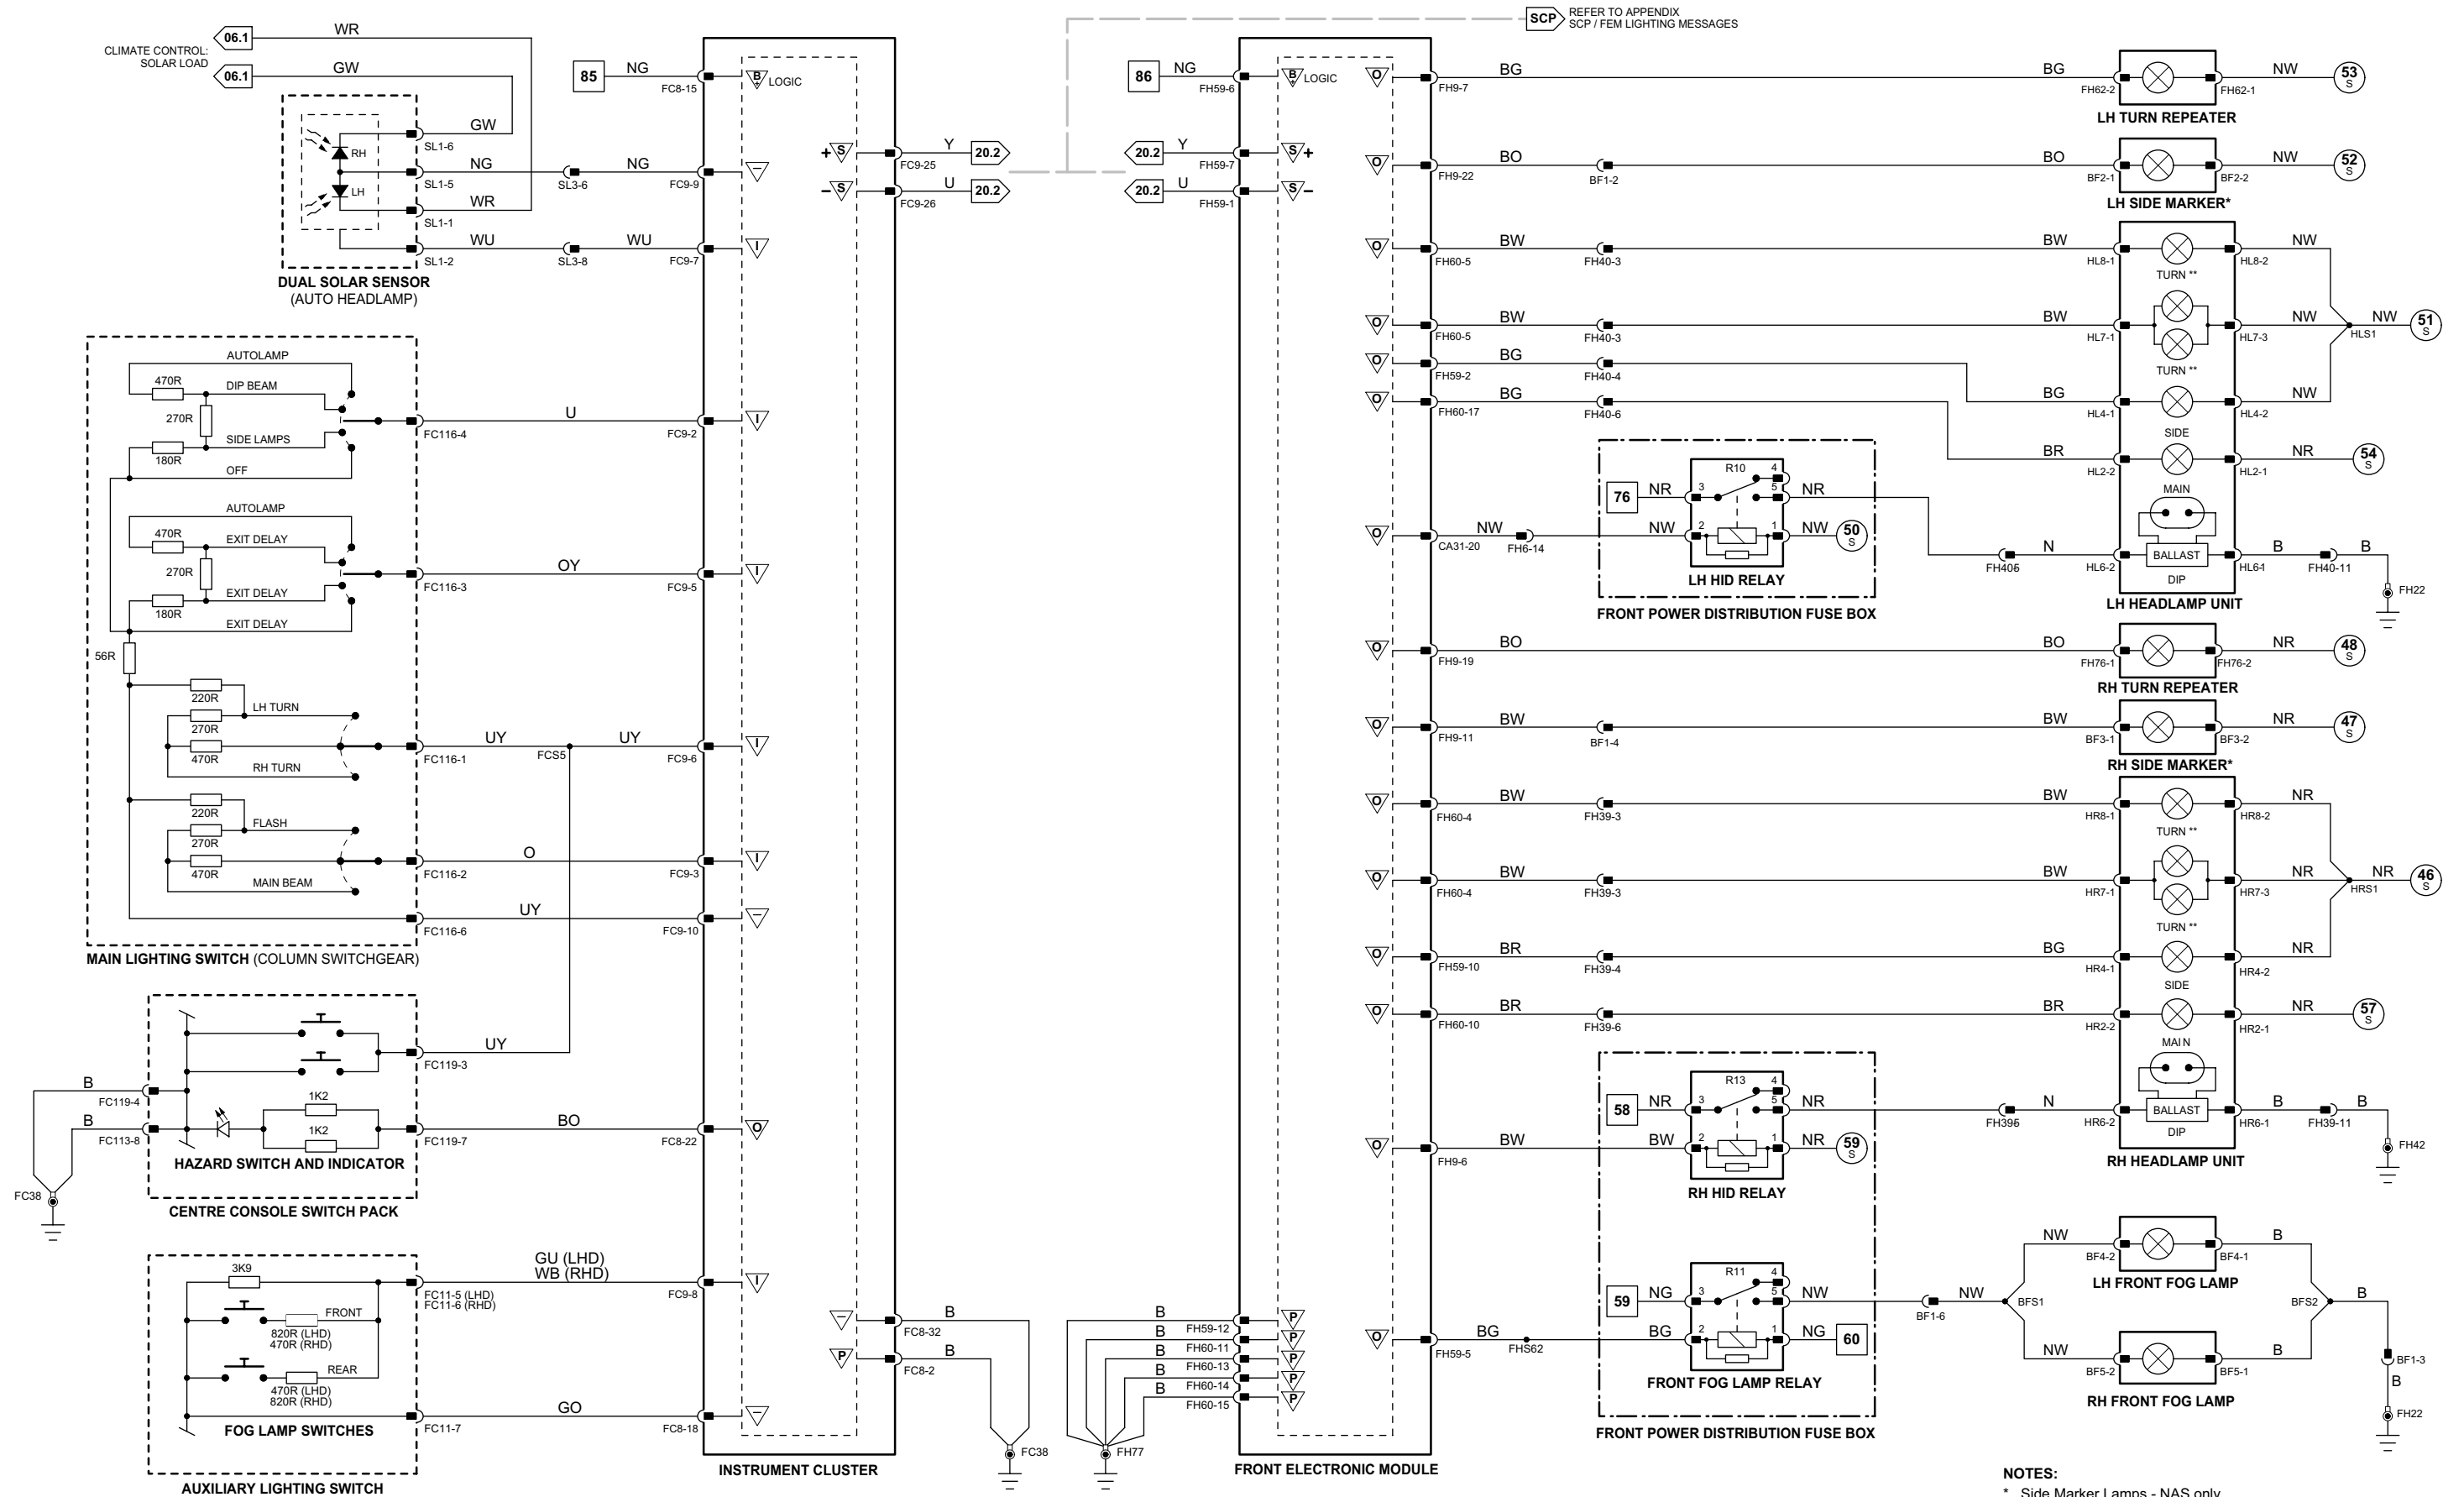 SCP
REFER TO APPENDIX
SCP / FEM LIGHTING MESSAGES
06.1
WR
CLIMATE CONTROL:
SOLAR LOAD
06.1
GW
GW
SL1-6
RH
NG
SL1-5
SL3-6
NG
FC9-9
LH
WR
SL1-1
WU
SL1-2
SL3-8
WU
FC9-7
DUAL SOLAR SENSOR
(AUTO HEADLAMP)
AUTOLAMP
470R
DIP BEAM
270R
SIDE LAMPS
180R
OFF
FC116-4
U
FC9-2
AUTOLAMP
470R
EXIT DELAY
270R
EXIT DELAY
180R
EXIT DELAY
FC116-3
OY
FC9-5
56R
220R
LH TURN
270R
470R
RH TURN
FC116-1
UY
FCS5
UY
FC9-6
220R
FLASH
270R
470R
MAIN BEAM
FC116-2
O
FC9-3
FC116-6
UY
FC9-10
MAIN LIGHTING SWITCH (COLUMN SWITCHGEAR)
UY
FC119-3
B
FC119-4
B
FC113-8
1K2
1K2
FC119-7
BO
FC8-22
HAZARD SWITCH AND INDICATOR
FC38
CENTRE CONSOLE SWITCH PACK
3K9
FRONT
820R (LHD)
470R (RHD)
REAR
470R (LHD)
820R (RHD)
FC11-5 (LHD)
FC11-6 (RHD)
GU (LHD)
WB (RHD)
FC9-8
FC11-7
GO
FC8-18
FOG LAMP SWITCHES
AUXILIARY LIGHTING SWITCH
85
NG
FC8-15
B+
LOGIC
+
S
FC9-25
Y
20.2
–
S
FC9-26
U
20.2
–
I
I
I
I
I
–
O
I
–
–
FC8-32
B
P
FC8-2
B
FC38
INSTRUMENT CLUSTER
86
NG
FH59-6
B+
LOGIC
20.2
Y
FH59-7
S
+
20.2
U
FH59-1
S
–
B
FH59-12
P
B
FH60-11
P
B
FH60-13
P
B
FH60-14
P
B
FH60-15
P
FH77
FRONT ELECTRONIC MODULE
O
FH9-7
BG
BG
FH62-2
FH62-1
NW
53
S
LH TURN REPEATER
O
FH9-22
BO
BF1-2
BO
BF2-1
BF2-2
NW
52
S
LH SIDE MARKER*
O
FH60-5
BW
FH40-3
BW
HL8-1
HL8-2
NW
TURN **
O
FH60-5
BW
FH40-3
BW
HL7-1
HL7-3
NW
HLS1
NW
51
S
TURN **
O
FH59-2
BG
FH40-4
BG
HL4-1
HL4-2
NW
SIDE
O
FH60-17
BG
FH40-6
BR
HL2-2
HL2-1
NR
54
S
MAIN
O
CA31-20
NW
FH6-14
NW
R10
4
76
NR
3
5
NR
2
1
NW
50
S
LH HID RELAY
FRONT POWER DISTRIBUTION FUSE BOX
FH406
N
HL6-2
BALLAST
DIP
HL6-1
B
FH40-11
B
FH22
LH HEADLAMP UNIT
O
FH9-19
BO
BO
FH76-1
FH76-2
NR
48
S
RH TURN REPEATER
O
FH9-11
BW
BF1-4
BW
BF3-1
BF3-2
NR
47
S
RH SIDE MARKER*
O
FH60-4
BW
FH39-3
BW
HR8-1
HR8-2
NR
TURN **
O
FH60-4
BW
FH39-3
BW
HR7-1
HR7-3
NR
HRS1
NR
46
S
TURN **
O
FH59-10
BR
FH39-4
BG
HR4-1
HR4-2
NR
SIDE
O
FH60-10
BR
FH39-6
BR
HR2-2
HR2-1
NR
57
S
MAIN
R13
4
58
NR
3
5
NR
O
FH9-6
BW
BW
2
1
NR
59
S
RH HID RELAY
FH396
N
HR6-2
BALLAST
DIP
HR6-1
B
FH39-11
B
FH42
RH HEADLAMP UNIT
R11
4
59
NG
3
5
NW
BF1-6
NW
BFS1
O
FH59-5
BG
FHS62
BG
2
1
NG
60
FRONT FOG LAMP RELAY
FRONT POWER DISTRIBUTION FUSE BOX
NW
BF4-2
BF4-1
B
LH FRONT FOG LAMP
BFS2
B
NW
BF5-2
BF5-1
B
RH FRONT FOG LAMP
BF1-3
B
FH22
NOTES:
* Side Marker Lamps - NAS only